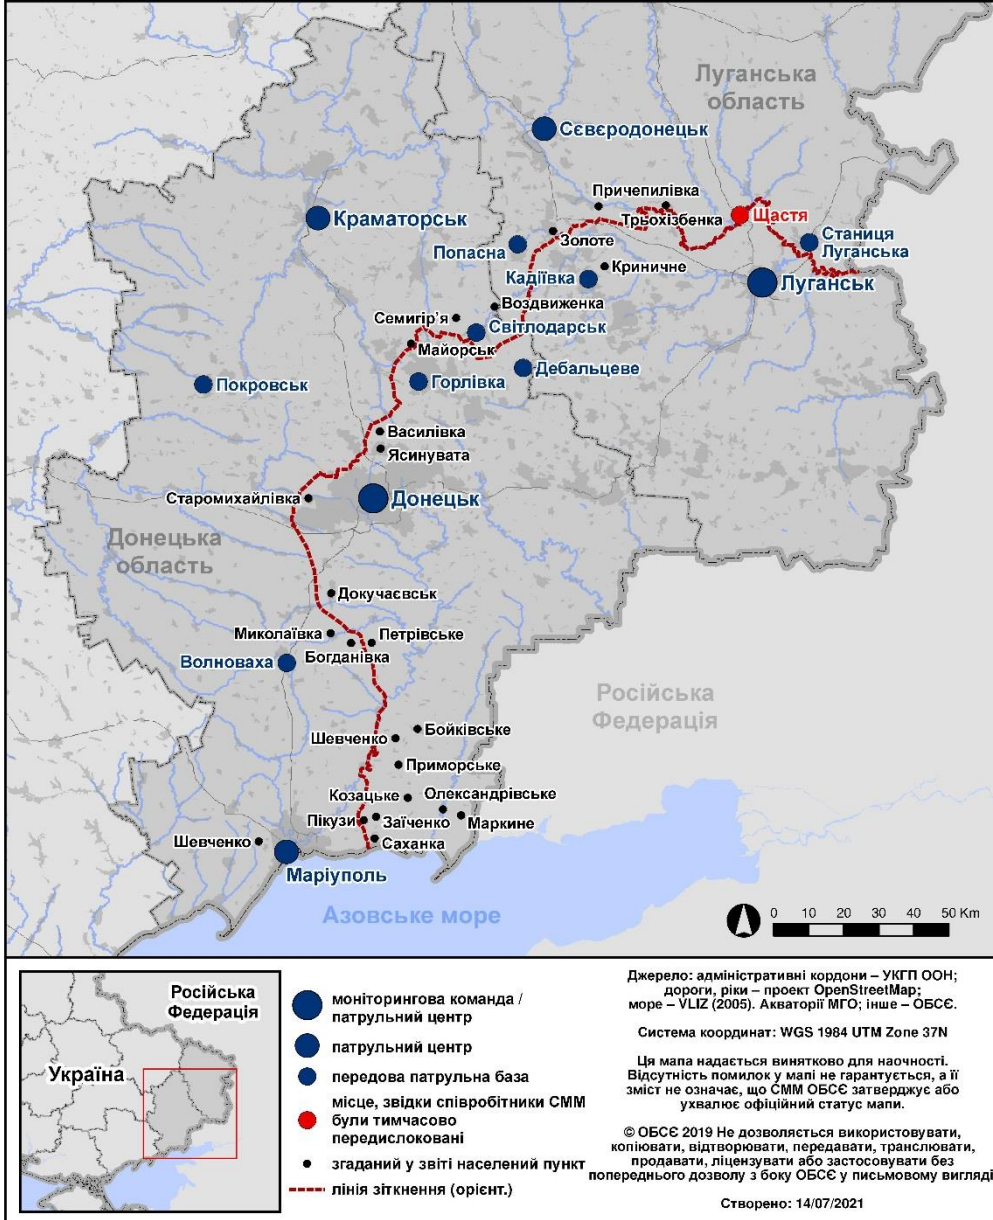 Луганська
область
Сєвєродонецьк
Причепилівка
Краматорськ
Трьохізбенка
Щастя
Золоте
Станиця
Луганська
Попасна
Криничне
Кадіївка
Луганськ
Воздвиженка
Семигір’я
Світлодарськ
Майорськ
Дебальцеве
Покровськ
Горлівка
Василівка
Ясинувата
Старомихайлівка
Донецьк
Донецька
область
Докучаєвськ
Миколаївка
Петрівське
Богданівка
Волноваха
Російська
Федерація
Бойківське
Шевченко
Приморське
Козацьке
Олександрівське
Пікузи
Заїченко
Маркине
Шевченко
Саханка
Маріуполь
Азовське море
0 10 20 30 40 50 Km
Російська
Федерація
Україна
моніторингова команда /
патрульний центр
патрульний центр
передова патрульна база
місце, звідки співробітники СММ
були тимчасово
передислоковані
згаданий у звіті населений пункт
лінія зіткнення (орієнт.)
Джерело: адміністративні кордони – УКГП ООН;
дороги, ріки – проект OpenStreetMap;
море – VLIZ (2005). Акваторії МГО; інше – ОБСЄ.
Система координат: WGS 1984 UTM Zone 37N
Ця мапа надається винятково для наочності.
Відсутність помилок у мапі не гарантується, а її
зміст не означає, що СММ ОБСЄ затверджує або
ухвалює офіційний статус мапи.
© ОБСЄ 2019 Не дозволяється використовувати,
копіювати, відтворювати, передавати, транслювати,
продавати, ліцензувати або застосовувати без
попереднього дозволу з боку ОБСЄ у письмовому вигляді
Створено: 14/07/2021